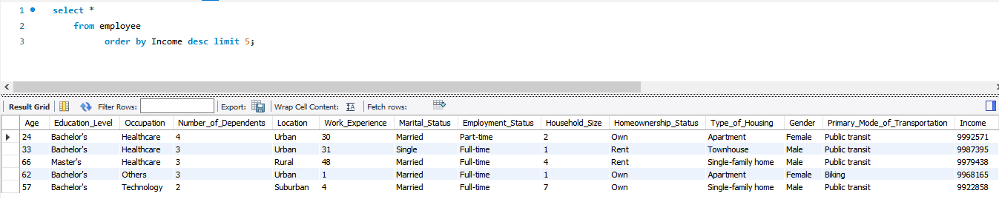 1 select *
2 from employee
3 order by Income desc limit 5;
Result Grid Filter Rows: Export: Wrap Cell Content: Fetch rows:
Age Education_Level Occupation Number_of_Dependents Location Work_Experience Marital_Status Employment_Status Household_Size Homeownership_Status Type_of_Housing Gender Primary_Mode_of_Transportation Income
24 Bachelor's Healthcare 4 Urban 30 Married Part-time 2 Own Apartment Female Public transit 9992571
33 Bachelor's Healthcare 3 Urban 31 Single Full-time 1 Rent Townhouse Male Public transit 9987395
66 Master's Healthcare 3 Rural 48 Married Full-time 4 Rent Single-family home Male Public transit 9979438
62 Bachelor's Others 3 Urban 1 Married Full-time 1 Own Apartment Female Biking 9968165
57 Bachelor's Technology 2 Suburban 4 Married Full-time 7 Own Single-family home Male Public transit 9922858